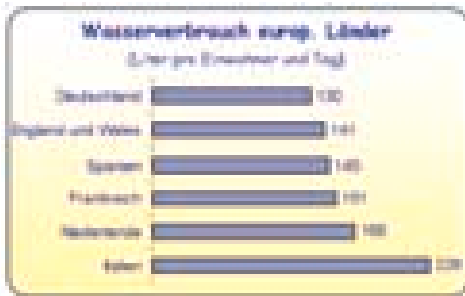 Wasserverbrauch europ. Länder
(Liter pro Einwohner und Tag)
Deutschland 130
England und Wales 141
Spanien 145
Frankreich 151
Niederlande
Italien